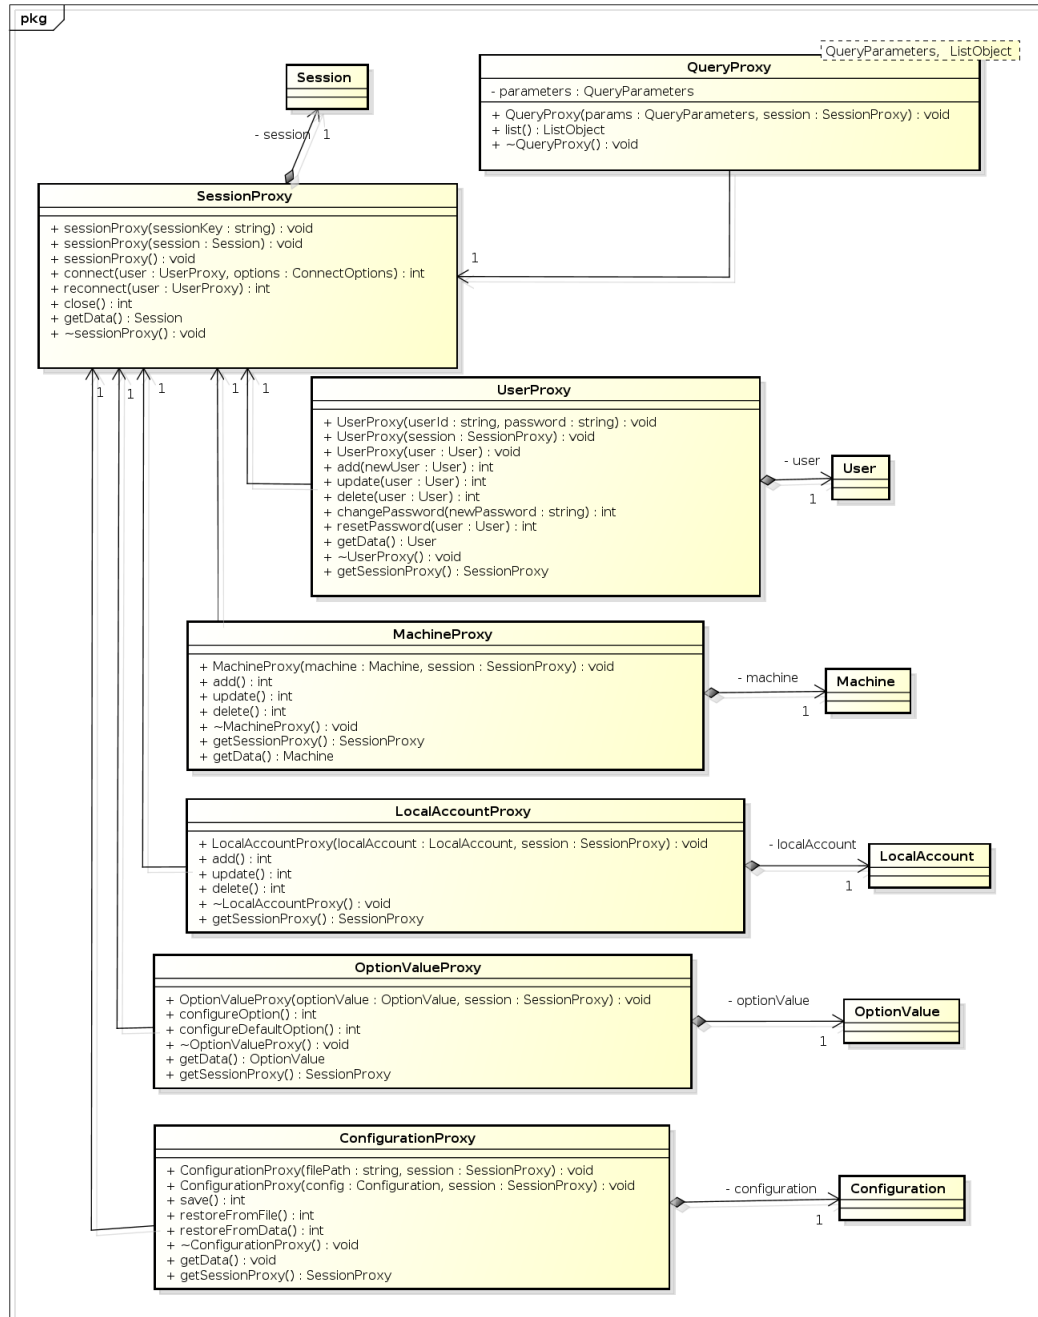 pkg
QueryParameters, ListObject
Session
QueryProxy
- parameters : QueryParameters
+ QueryProxy(params : QueryParameters, session : SessionProxy) : void
+ list() : ListObject
+ ~QueryProxy() : void
- session
1
SessionProxy
+ sessionProxy(sessionKey : string) : void
+ sessionProxy(session : Session) : void
+ sessionProxy() : void
+ connect(user : UserProxy, options : ConnectOptions) : int
+ reconnect(user : UserProxy) : int
+ close() : int
+ getData() : Session
+ ~sessionProxy() : void
1
1
1
1
1
1
UserProxy
+ UserProxy(userId : string, password : string) : void
+ UserProxy(session : SessionProxy) : void
+ UserProxy(user : User) : void
+ add(newUser : User) : int
+ update(user : User) : int
+ delete(user : User) : int
+ changePassword(newPassword : string) : int
+ resetPassword(user : User) : int
+ getData() : User
+ ~UserProxy() : void
+ getSessionProxy() : SessionProxy
- user
1
User
MachineProxy
+ MachineProxy(machine : Machine, session : SessionProxy) : void
+ add() : int
+ update() : int
+ delete() : int
+ ~MachineProxy() : void
+ getSessionProxy() : SessionProxy
+ getData() : Machine
- machine
1
Machine
LocalAccountProxy
+ LocalAccountProxy(localAccount : LocalAccount, session : SessionProxy) : void
+ add() : int
+ update() : int
+ delete() : int
+ ~LocalAccountProxy() : void
+ getSessionProxy() : SessionProxy
- localAccount
1
LocalAccount
OptionValueProxy
+ OptionValueProxy(optionValue : OptionValue, session : SessionProxy) : void
+ configureOption() : int
+ configureDefaultOption() : int
+ ~OptionValueProxy() : void
+ getData() : OptionValue
+ getSessionProxy() : SessionProxy
- optionValue
1
OptionValue
ConfigurationProxy
+ ConfigurationProxy(filePath : string, session : SessionProxy) : void
+ ConfigurationProxy(config : Configuration, session : SessionProxy) : void
+ save() : int
+ restoreFromFile() : int
+ restoreFromData() : int
+ ~ConfigurationProxy() : void
+ getData() : void
+ getSessionProxy() : SessionProxy
- configuration
1
Configuration